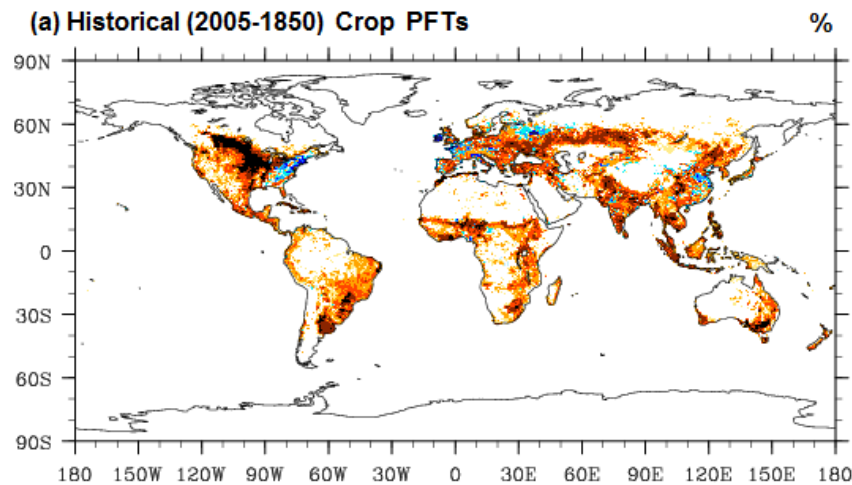 (a) Historical (2005-1850) Crop PFTs %
90N
60N
30N
0
30S
60S
90S
180 150W 120W 90W 60W 30W 0 30E 60E 90E 120E 150E 180